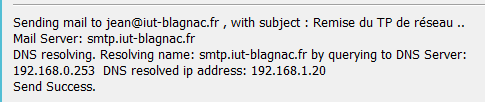 Sending mail to jean@iut-blagnac.fr , with subject : Remise du TP de réseau ..
Mail Server: smtp.iut-blagnac.fr
DNS resolving. Resolving name: smtp.iut-blagnac.fr by querying to DNS Server:
192.168.0.253  DNS resolved ip address: 192.168.1.20
Send Success.